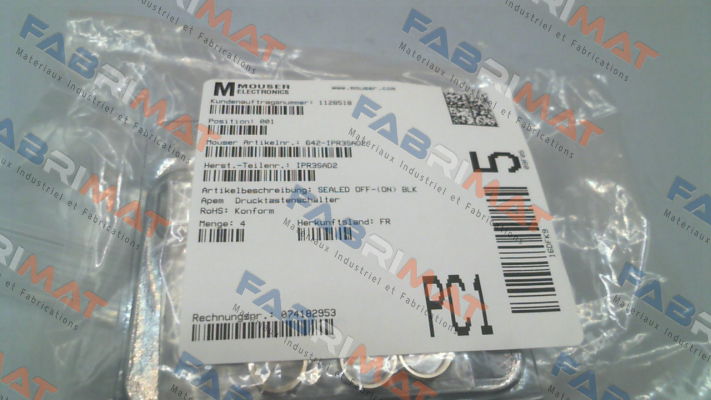 MOUSER
ELECTRONICS
www.mouser.com
Kundenauftragsnummer: 1128518
Position: 001
Mouser Artikelnr.: 642-IPR3SAD2
Herst.-Teilenr.: IPR3SAD2
Artikelbeschreibung: SEALED OFF-(ON) BLK
Apem Drucktastenschalter
RoHS: Konform
Menge: 4
Herkunftsland: FR
5
PC1
Rechnungsnr.: 074182953
FABRIMAT
Materiaux Industriel et Fabrications